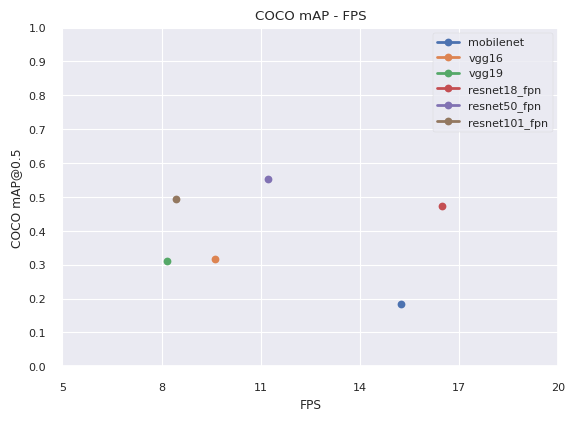 COCO mAP - FPS
1.0
0.9
0.8
0.7
0.6
0.5
0.4
0.3
0.2
0.1
0.0
COCO mAP@0.5
mobilenet
vgg16
vgg19
resnet18_fpn
resnet50_fpn
resnet101_fpn
5 8 11 14 17 20
FPS